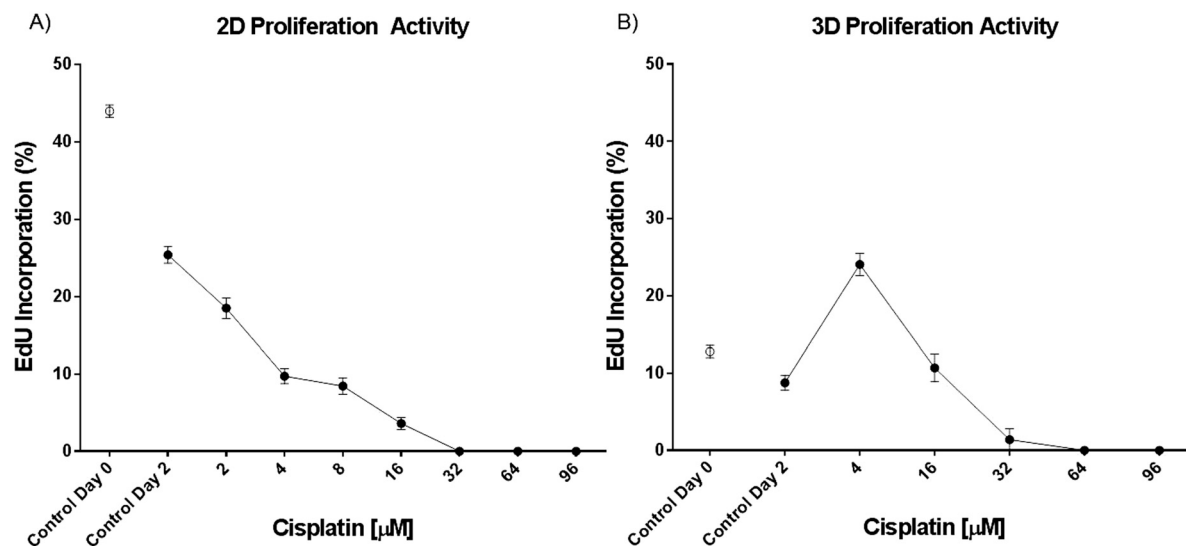 A)
2D Proliferation Activity
EdU Incorporation (%)
50
40
30
20
10
0
Control Day 0
Control Day 2
2
4
8
16
32
64
96
Cisplatin [μM]
B)
3D Proliferation Activity
EdU Incorporation (%)
50
40
30
20
10
0
Control Day 0
Control Day 2
4
16
32
64
96
Cisplatin [μM]